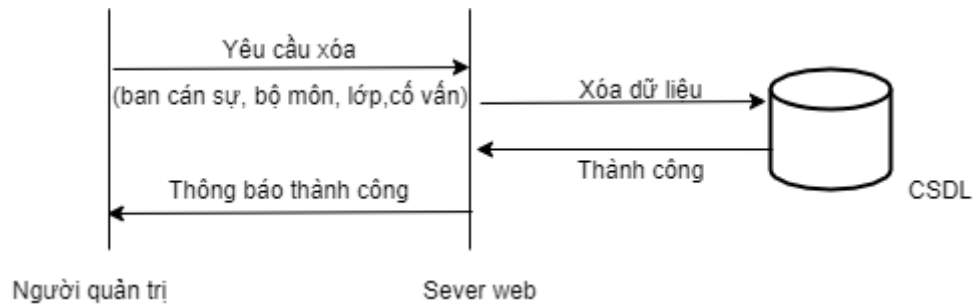 Yêu cầu xóa
(ban cán sự, bộ môn, lớp,cố vấn)
Xóa dữ liệu
Thành công
Thông báo thành công
CSDL
Người quản trị
Sever web